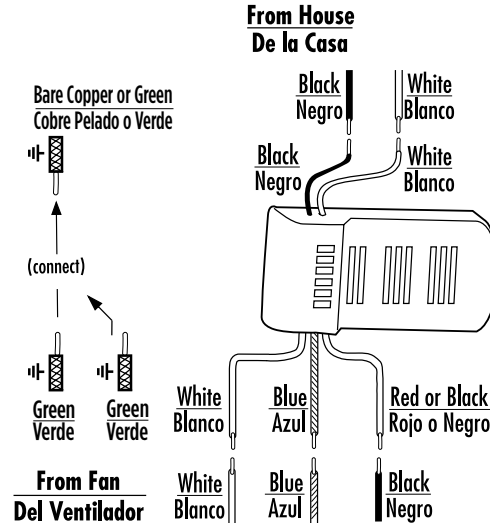 From House
De la Casa
Black
Negro
White
Blanco
Bare Copper or Green
Cobre Pelado o Verde
Black
Negro
White
Blanco
(connect)
Green
Verde
Green
Verde
White
Blanco
Blue
Azul
Red or Black
Rojo o Negro
From Fan
Del Ventilador
White
Blanco
Blue
Azul
Black
Negro